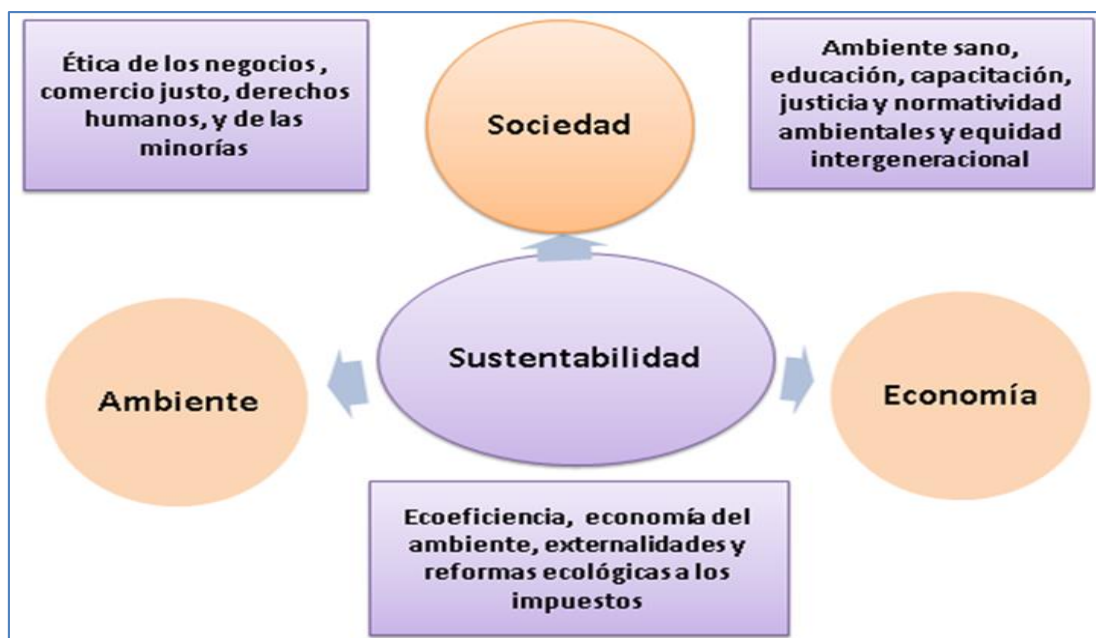 Ética de los negocios ,
comercio justo, derechos
humanos, y de las
minorías
Sociedad
Ambiente sano,
educación, capacitación,
justicia y normatividad
ambientales y equidad
intergeneracional
Sustentabilidad
Ambiente
Economía
Ecoeficiencia, economía del
ambiente, externalidades y
reformas ecológicas a los
impuestos